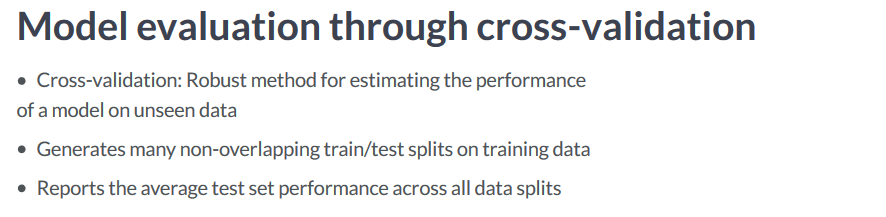 Model evaluation through cross-validation
• Cross-validation: Robust method for estimating the performance
of a model on unseen data
• Generates many non-overlapping train/test splits on training data
• Reports the average test set performance across all data splits